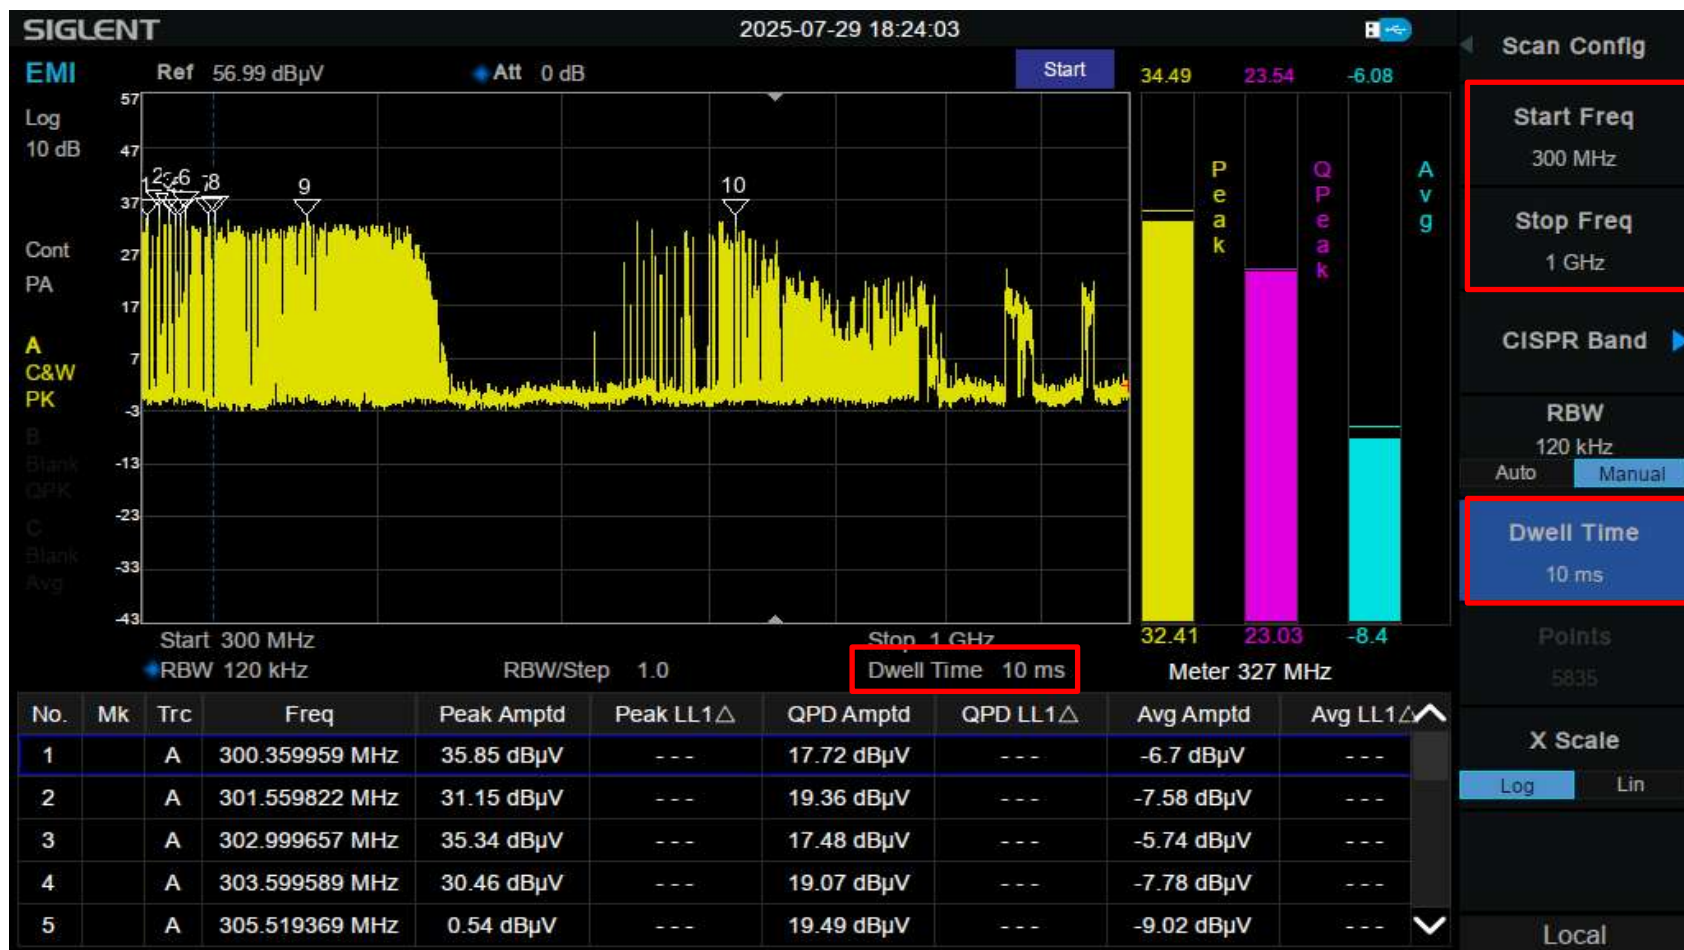 SIGLENT
2025-07-29 18:24:03
EMI
Ref 56.99 dBµV
Att 0 dB
Start
34.49
23.54
-6.08
Log
10 dB
Cont
PA
A
C&W
PK
B
Blank
QPK
C
Blank
Avg
57
47
37
27
17
7
-3
-13
-23
-33
-43
6
8
9
10
Peak
QPeak
Avg
Start 300 MHz
Stop 1 GHz
RBW 120 kHz
RBW/Step 1.0
Dwell Time 10 ms
32.41
23.03
-8.4
Meter 327 MHz
No. Mk Trc Freq Peak Amptd Peak LL1△ QPD Amptd QPD LL1△ Avg Amptd Avg LL1△
1 A 300.359959 MHz 35.85 dBµV --- 17.72 dBµV --- -6.7 dBµV ---
2 A 301.559822 MHz 31.15 dBµV --- 19.36 dBµV --- -7.58 dBµV ---
3 A 302.999657 MHz 35.34 dBµV --- 17.48 dBµV --- -5.74 dBµV ---
4 A 303.599589 MHz 30.46 dBµV --- 19.07 dBµV --- -7.78 dBµV ---
5 A 305.519369 MHz 0.54 dBµV --- 19.49 dBµV --- -9.02 dBµV ---
Scan Config
Start Freq
300 MHz
Stop Freq
1 GHz
CISPR Band
RBW
120 kHz
Auto Manual
Dwell Time
10 ms
Points
5835
X Scale
Log Lin
Local